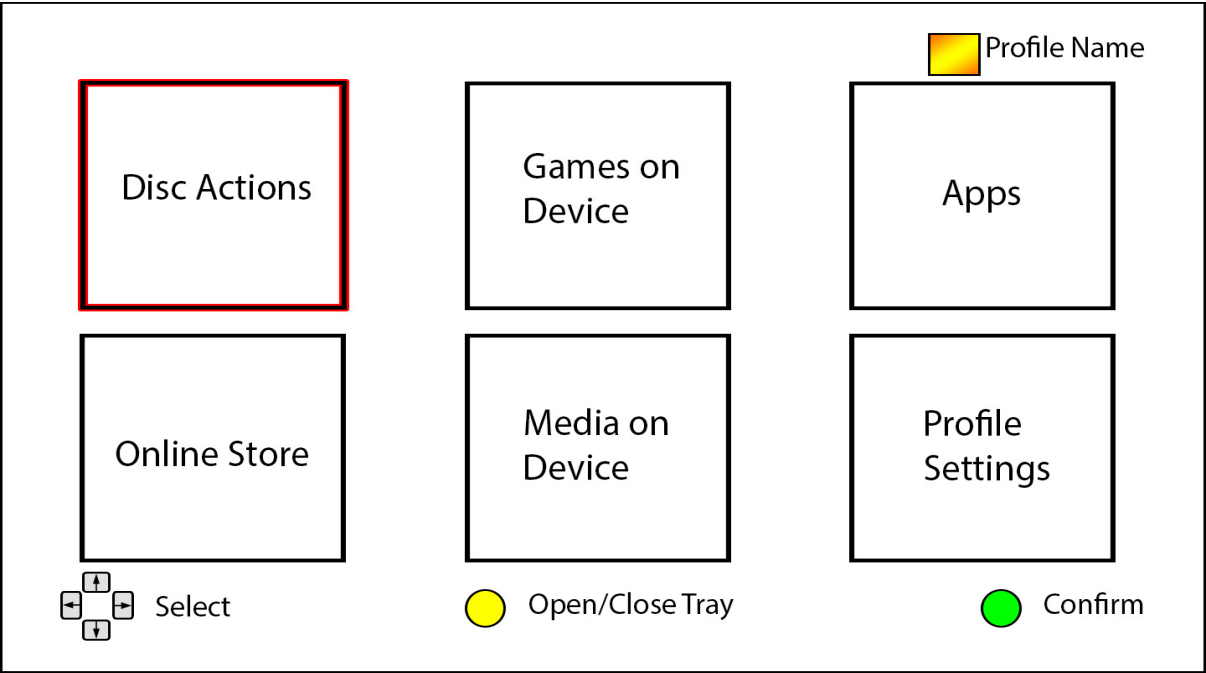 Profile Name
Disc Actions
Games on
Device
Apps
Online Store
Media on
Device
Profile
Settings
Select
Open/Close Tray
Confirm